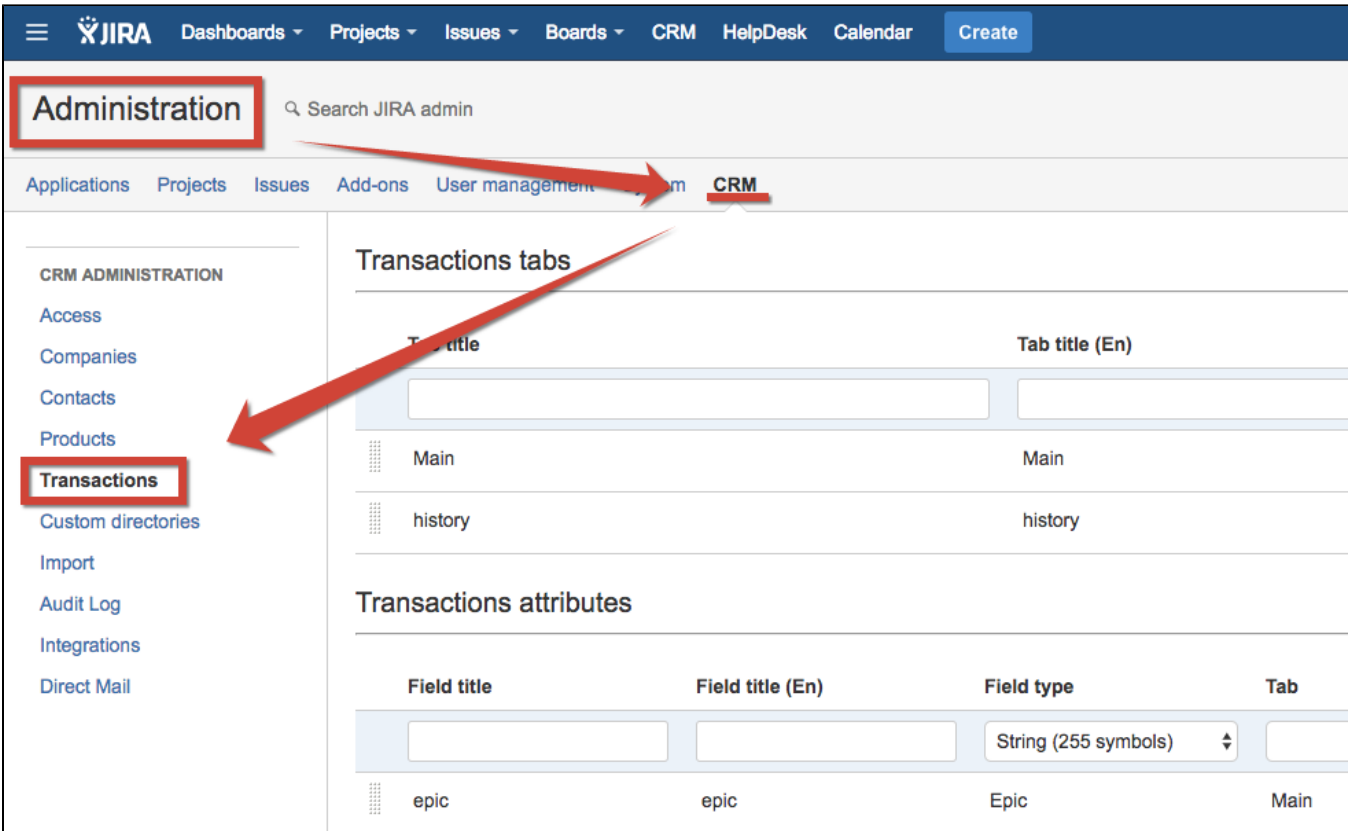 JIRA Dashboards Projects Issues Boards CRM HelpDesk Calendar Create
Administration Search JIRA admin
Applications Projects Issues Add-ons User management CRM
CRM ADMINISTRATION
Access
Companies
Contacts
Products
Transactions
Custom directories
Import
Audit Log
Integrations
Direct Mail
Transactions tabs
Tab title Tab title (En)
Main Main
history history
Transactions attributes
Field title Field title (En) Field type Tab
String (255 symbols)
epic epic Epic Main